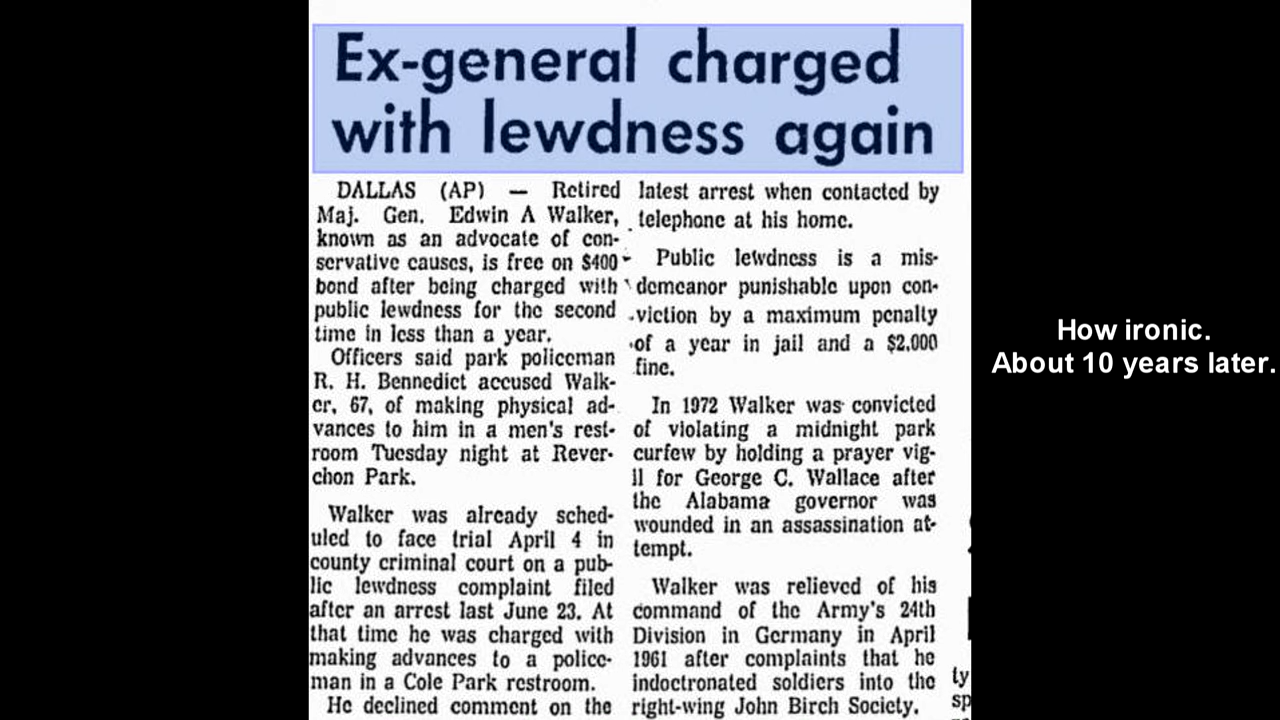 Ex-general charged
with lewdness again
DALLAS (AP) — Retired
Maj. Gen. Edwin A Walker,
known as an advocate of con-
servative causes, is free on $400
bond after being charged with
public lewdness for the second
time in less than a year.
Officers said park policeman
R. H. Bennedict accused Walk-
er, 67, of making physical ad-
vances to him in a men's rest-
room Tuesday night at Rever-
chon Park.
Walker was already sched-
uled to face trial April 4 in
county criminal court on a pub-
lic lewdness complaint filed
after an arrest last June 23. At
that time he was charged with
making advances to a police-
man in a Cole Park restroom.
He declined comment on the
latest arrest when contacted by
telephone at his home.
Public lewdness is a mis-
demeanor punishable upon con-
viction by a maximum penalty
of a year in jail and a $2,000
fine.
In 1972 Walker was convicted
of violating a midnight park
curfew by holding a prayer vig-
il for George C. Wallace after
the Alabama governor was
wounded in an assassination at-
tempt.
Walker was relieved of his
command of the Army's 24th
Division in Germany in April
1961 after complaints that he
indoctronated soldiers into the
right-wing John Birch Society.
ty
sp
How ironic.
About 10 years later.